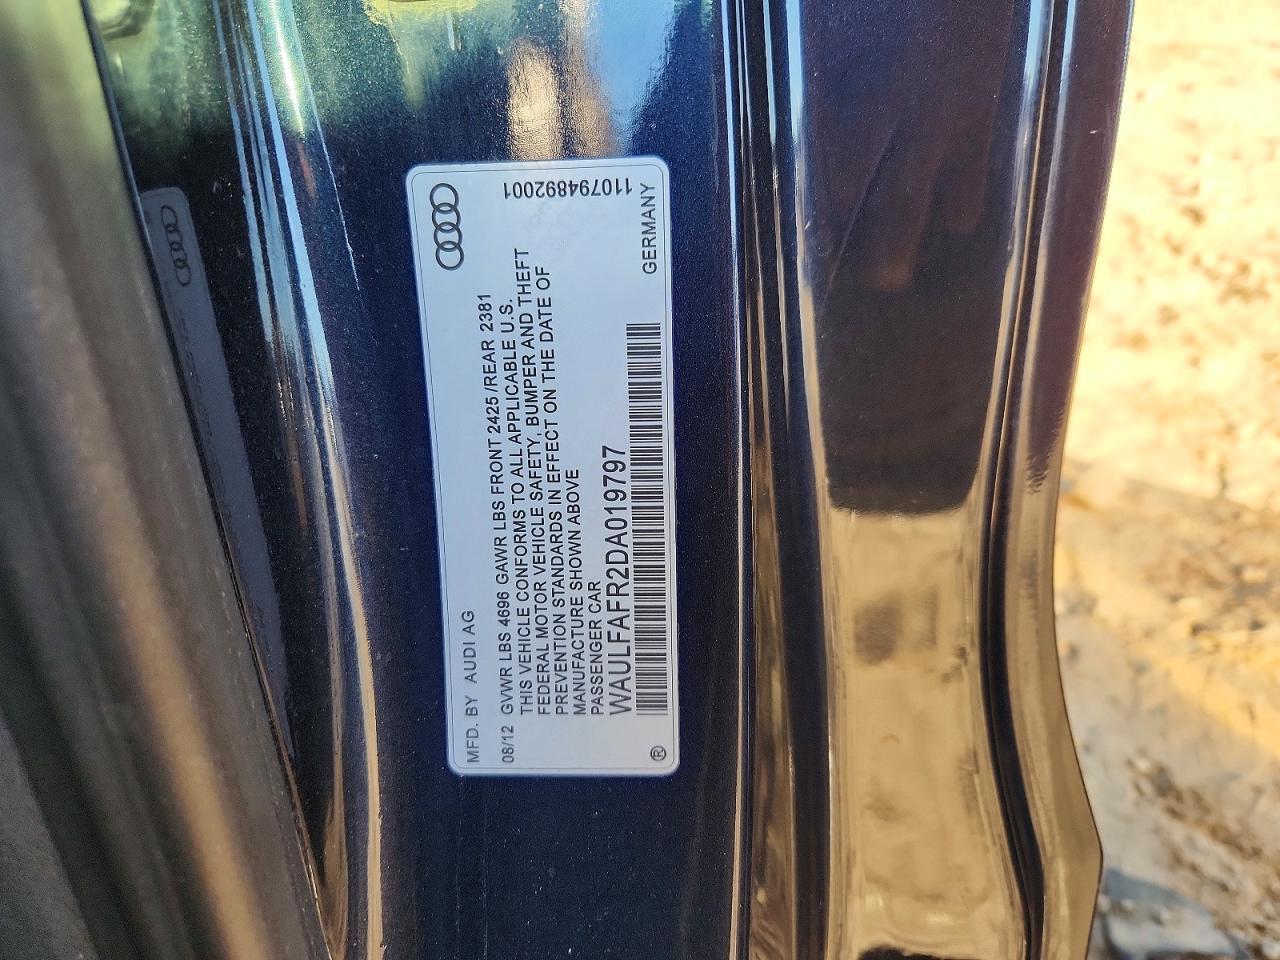 MFD. BY AUDI AG
08/12 GVWR LBS 4696 GAWR LBS FRONT 2425 /REAR 2381
THIS VEHICLE CONFORMS TO ALL APPLICABLE U.S.
FEDERAL MOTOR VEHICLE SAFETY, BUMPER AND THEFT
PREVENTION STANDARDS IN EFFECT ON THE DATE OF
MANUFACTURE SHOWN ABOVE
PASSENGER CAR
WAULFAFR2DA019797
®
GERMANY
110794892001